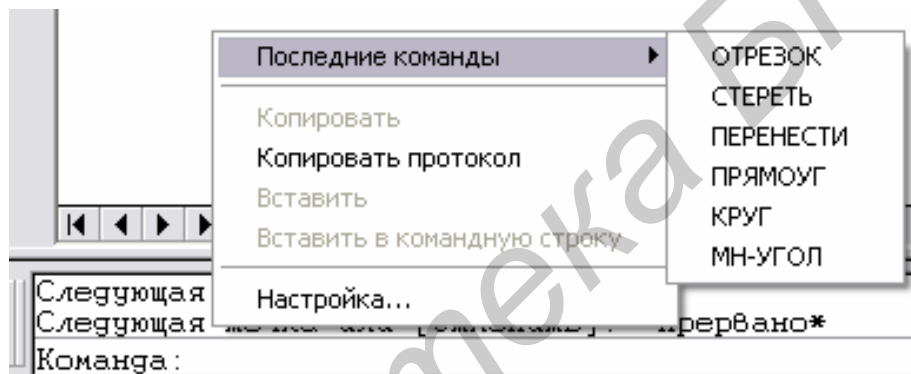 Последние команды
Копировать
Копировать протокол
Вставить
Вставить в командную строку
Настройка...
ОТРЕЗОК
СТЕРЕТЬ
ПЕРЕНЕСТИ
ПРЯМОУГ
КРУГ
МН-УГОЛ
Следующая
Следующая *Прервано*
Команда: